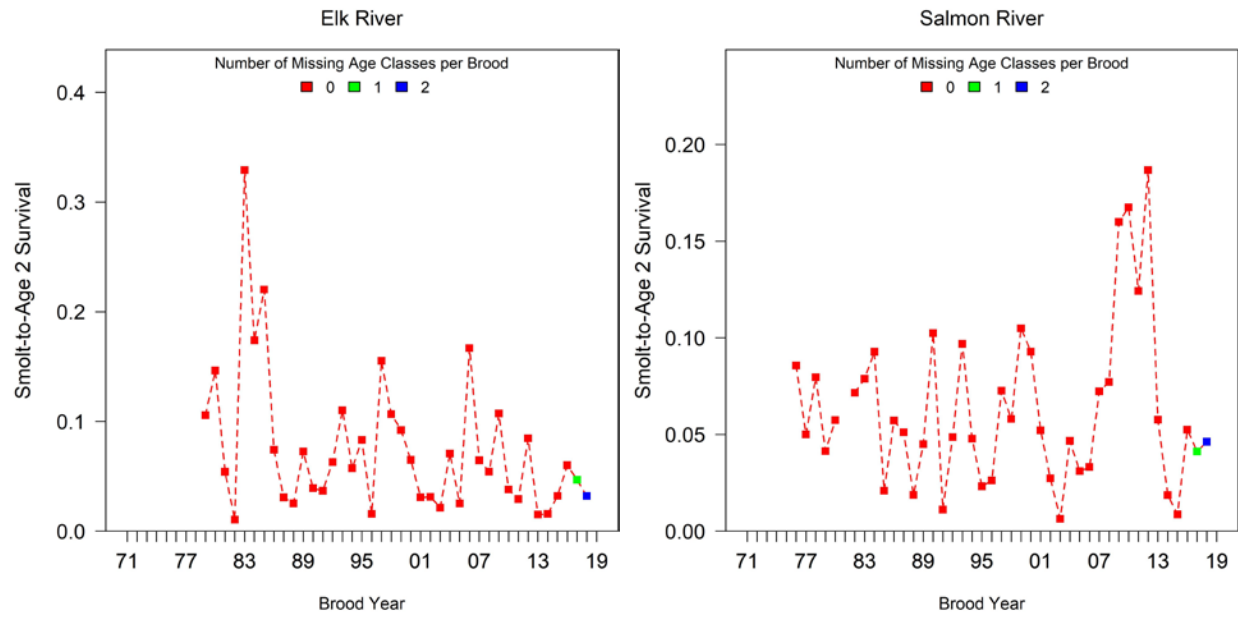 Elk River
Number of Missing Age Classes per Brood
0 1 2
Smolt-to-Age 2 Survival
0.4
0.3
0.2
0.1
0.0
71 77 83 89 95 01 07 13 19
Brood Year
Salmon River
Number of Missing Age Classes per Brood
0 1 2
Smolt-to-Age 2 Survival
0.20
0.15
0.10
0.05
0.00
71 77 83 89 95 01 07 13 19
Brood Year